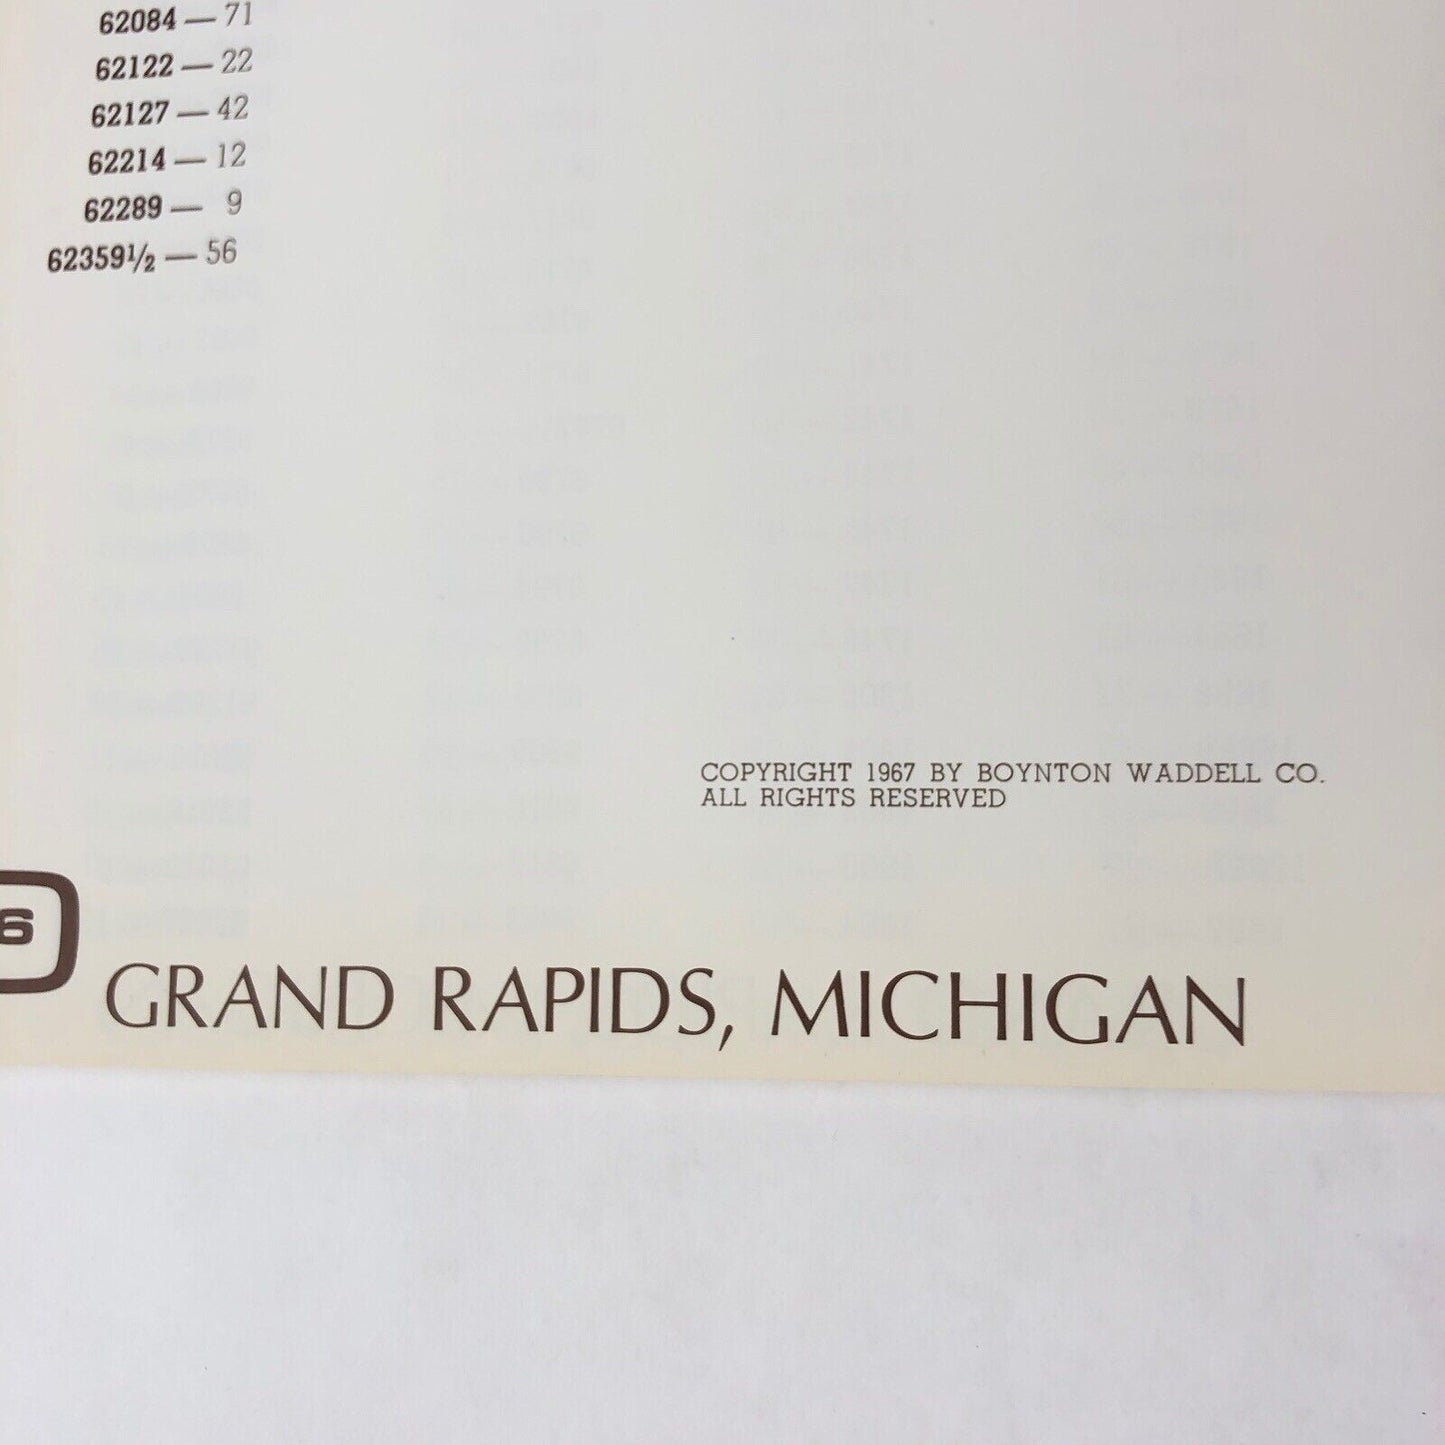 62084 — 71
62122 — 22
62127 — 42
62214 — 12
62289 — 9
62359½ — 56
COPYRIGHT 1967 BY BOYNTON WADDELL CO.
ALL RIGHTS RESERVED
6
GRAND RAPIDS, MICHIGAN